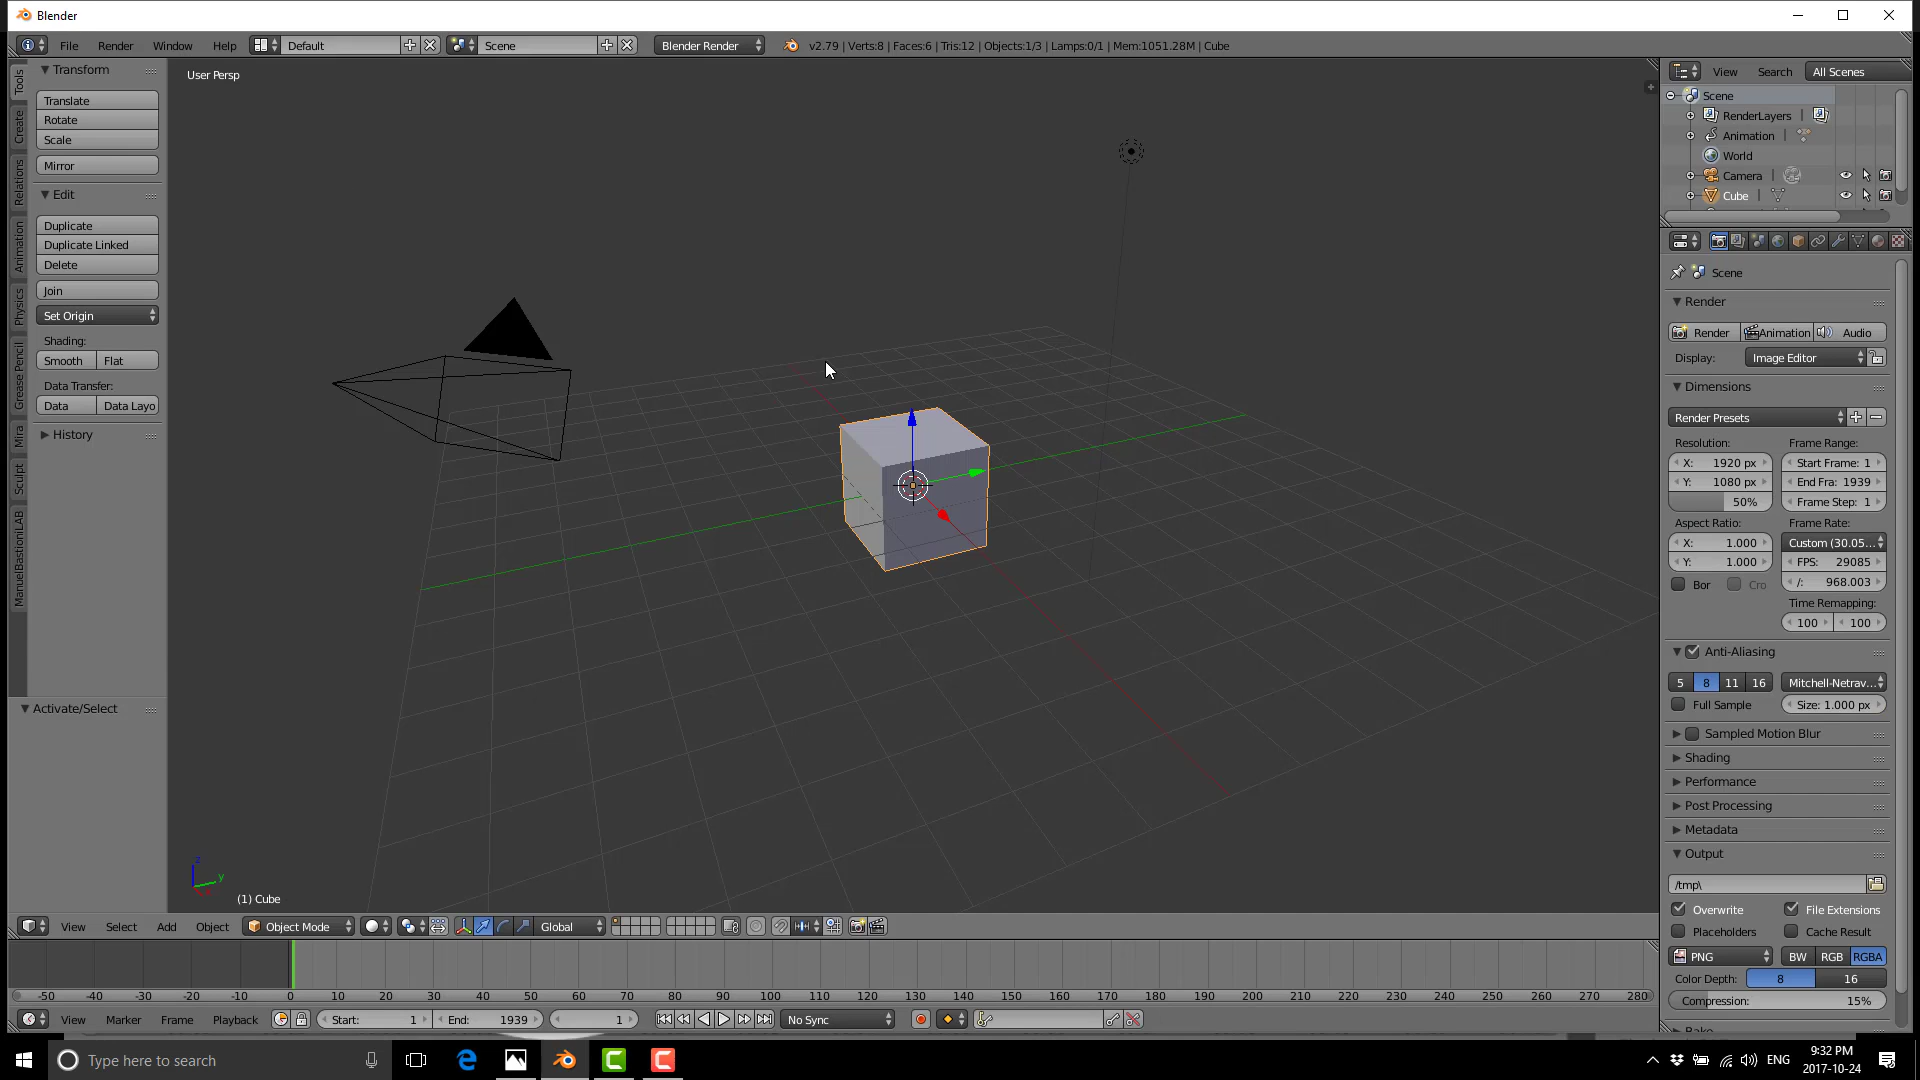 Blender
File Render Window Help Default Scene Blender Render v2.79 | Verts:8 | Faces:6 | Tris:12 | Objects:1/3 | Lamps:0/1 | Mem:1051.28M | Cube
Tools
Create
Relations
Animation
Physics
Grease Pencil
Mira
Sculpt
ManuelBastioniLAB
Transform
Translate
Rotate
Scale
Mirror
Edit
Duplicate
Duplicate Linked
Delete
Join
Set Origin
Shading:
Smooth Flat
Data Transfer:
Data Data Layo
History
Activate/Select
User Persp
z
y
(1) Cube
View Search All Scenes
Scene
RenderLayers |
Animation |
World
Camera |
Cube |
Scene
Render
Render Animation Audio
Display: Image Editor
Dimensions
Render Presets
Resolution: Frame Range:
X: 1920 px Start Frame: 1
Y: 1080 px End Fra: 1939
50% Frame Step: 1
Aspect Ratio: Frame Rate:
X: 1.000 Custom (30.05...
Y: 1.000 FPS: 29085
Bor Cro /: 968.003
Time Remapping:
100 100
Anti-Aliasing
5 8 11 16 Mitchell-Netrav...
Full Sample Size: 1.000 px
Sampled Motion Blur
Shading
Performance
Post Processing
Metadata
Output
/tmp\
Overwrite File Extensions
Placeholders Cache Result
PNG BW RGB RGBA
Color Depth: 8 16
Compression: 15%
View Select Add Object Object Mode Global
-50 -40 -30 -20 -10 0 10 20 30 40 50 60 70 80 90 100 110 120 130 140 150 160 170 180 190 200 210 220 230 240 250 260 270 280
View Marker Frame Playback Start: 1 End: 1939 1 No Sync
Type here to search
ENG
9:32 PM
2017-10-24